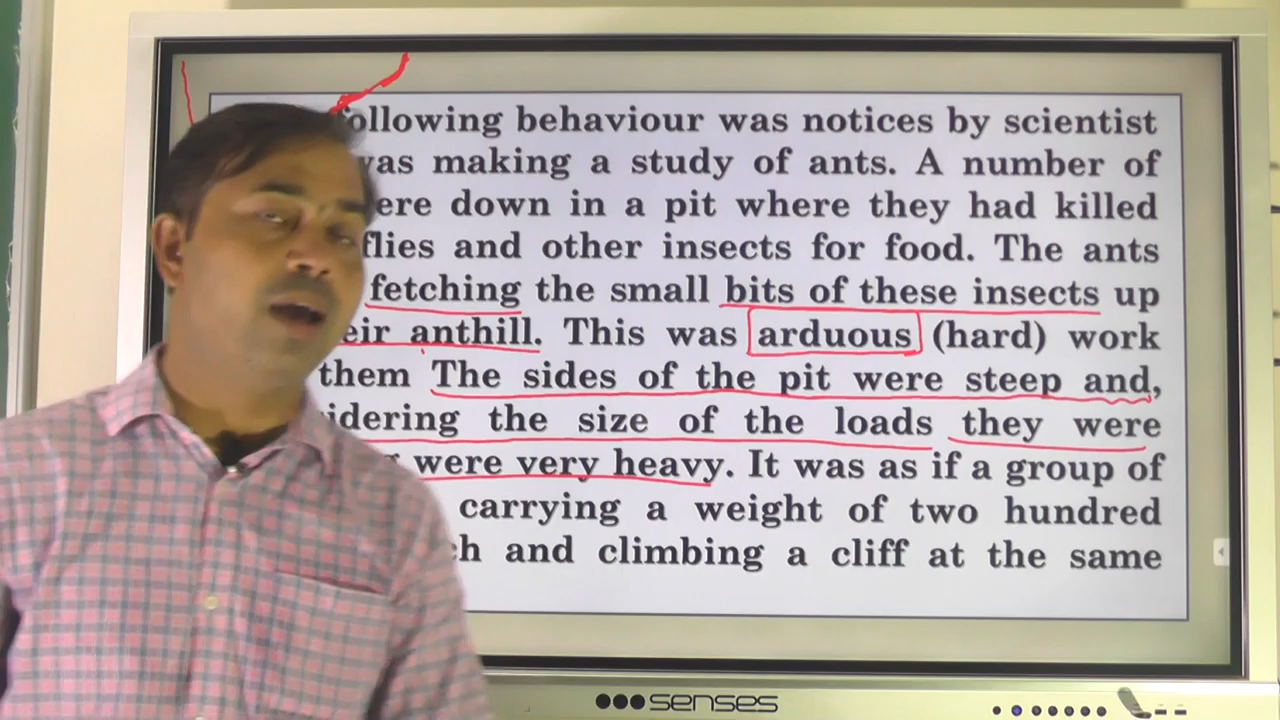 following behaviour was notices by scientist
was making a study of ants. A number of
down in a pit where they had killed
flies and other insects for food. The ants
fetching the small bits of these insects up
anthill. This was arduous (hard) work
them The sides of the pit were steep and,
the size of the loads they were
were very heavy. It was as if a group of
carrying a weight of two hundred
and climbing a cliff at the same
senses